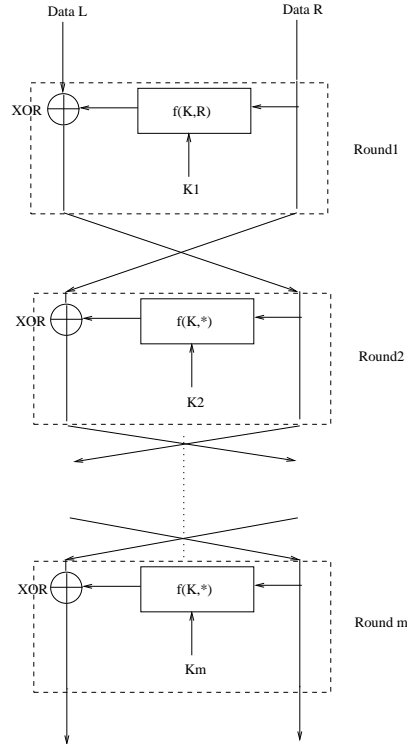 Data L
Data R
XOR
f(K,R)
K1
Round1
XOR
f(K,*)
K2
Round2
XOR
f(K,*)
Km
Round m